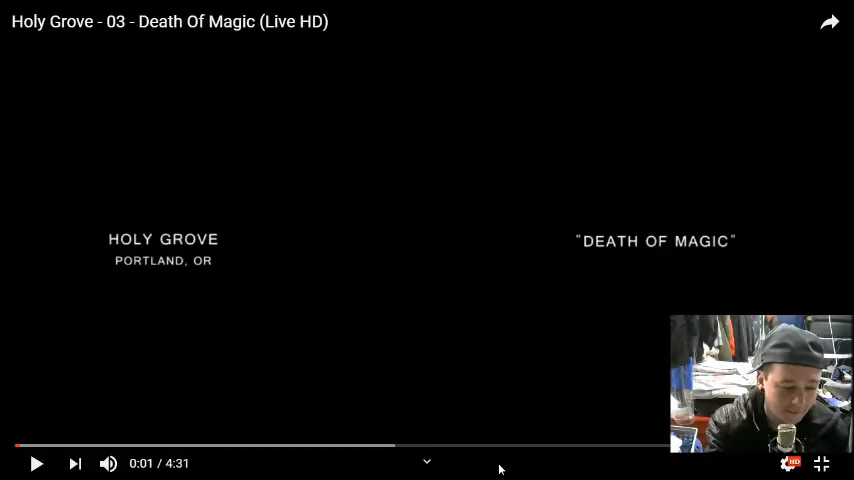 Holy Grove - 03 - Death Of Magic (Live HD)
HOLY GROVE
PORTLAND, OR
"DEATH OF MAGIC"
0:01 / 4:31
HD